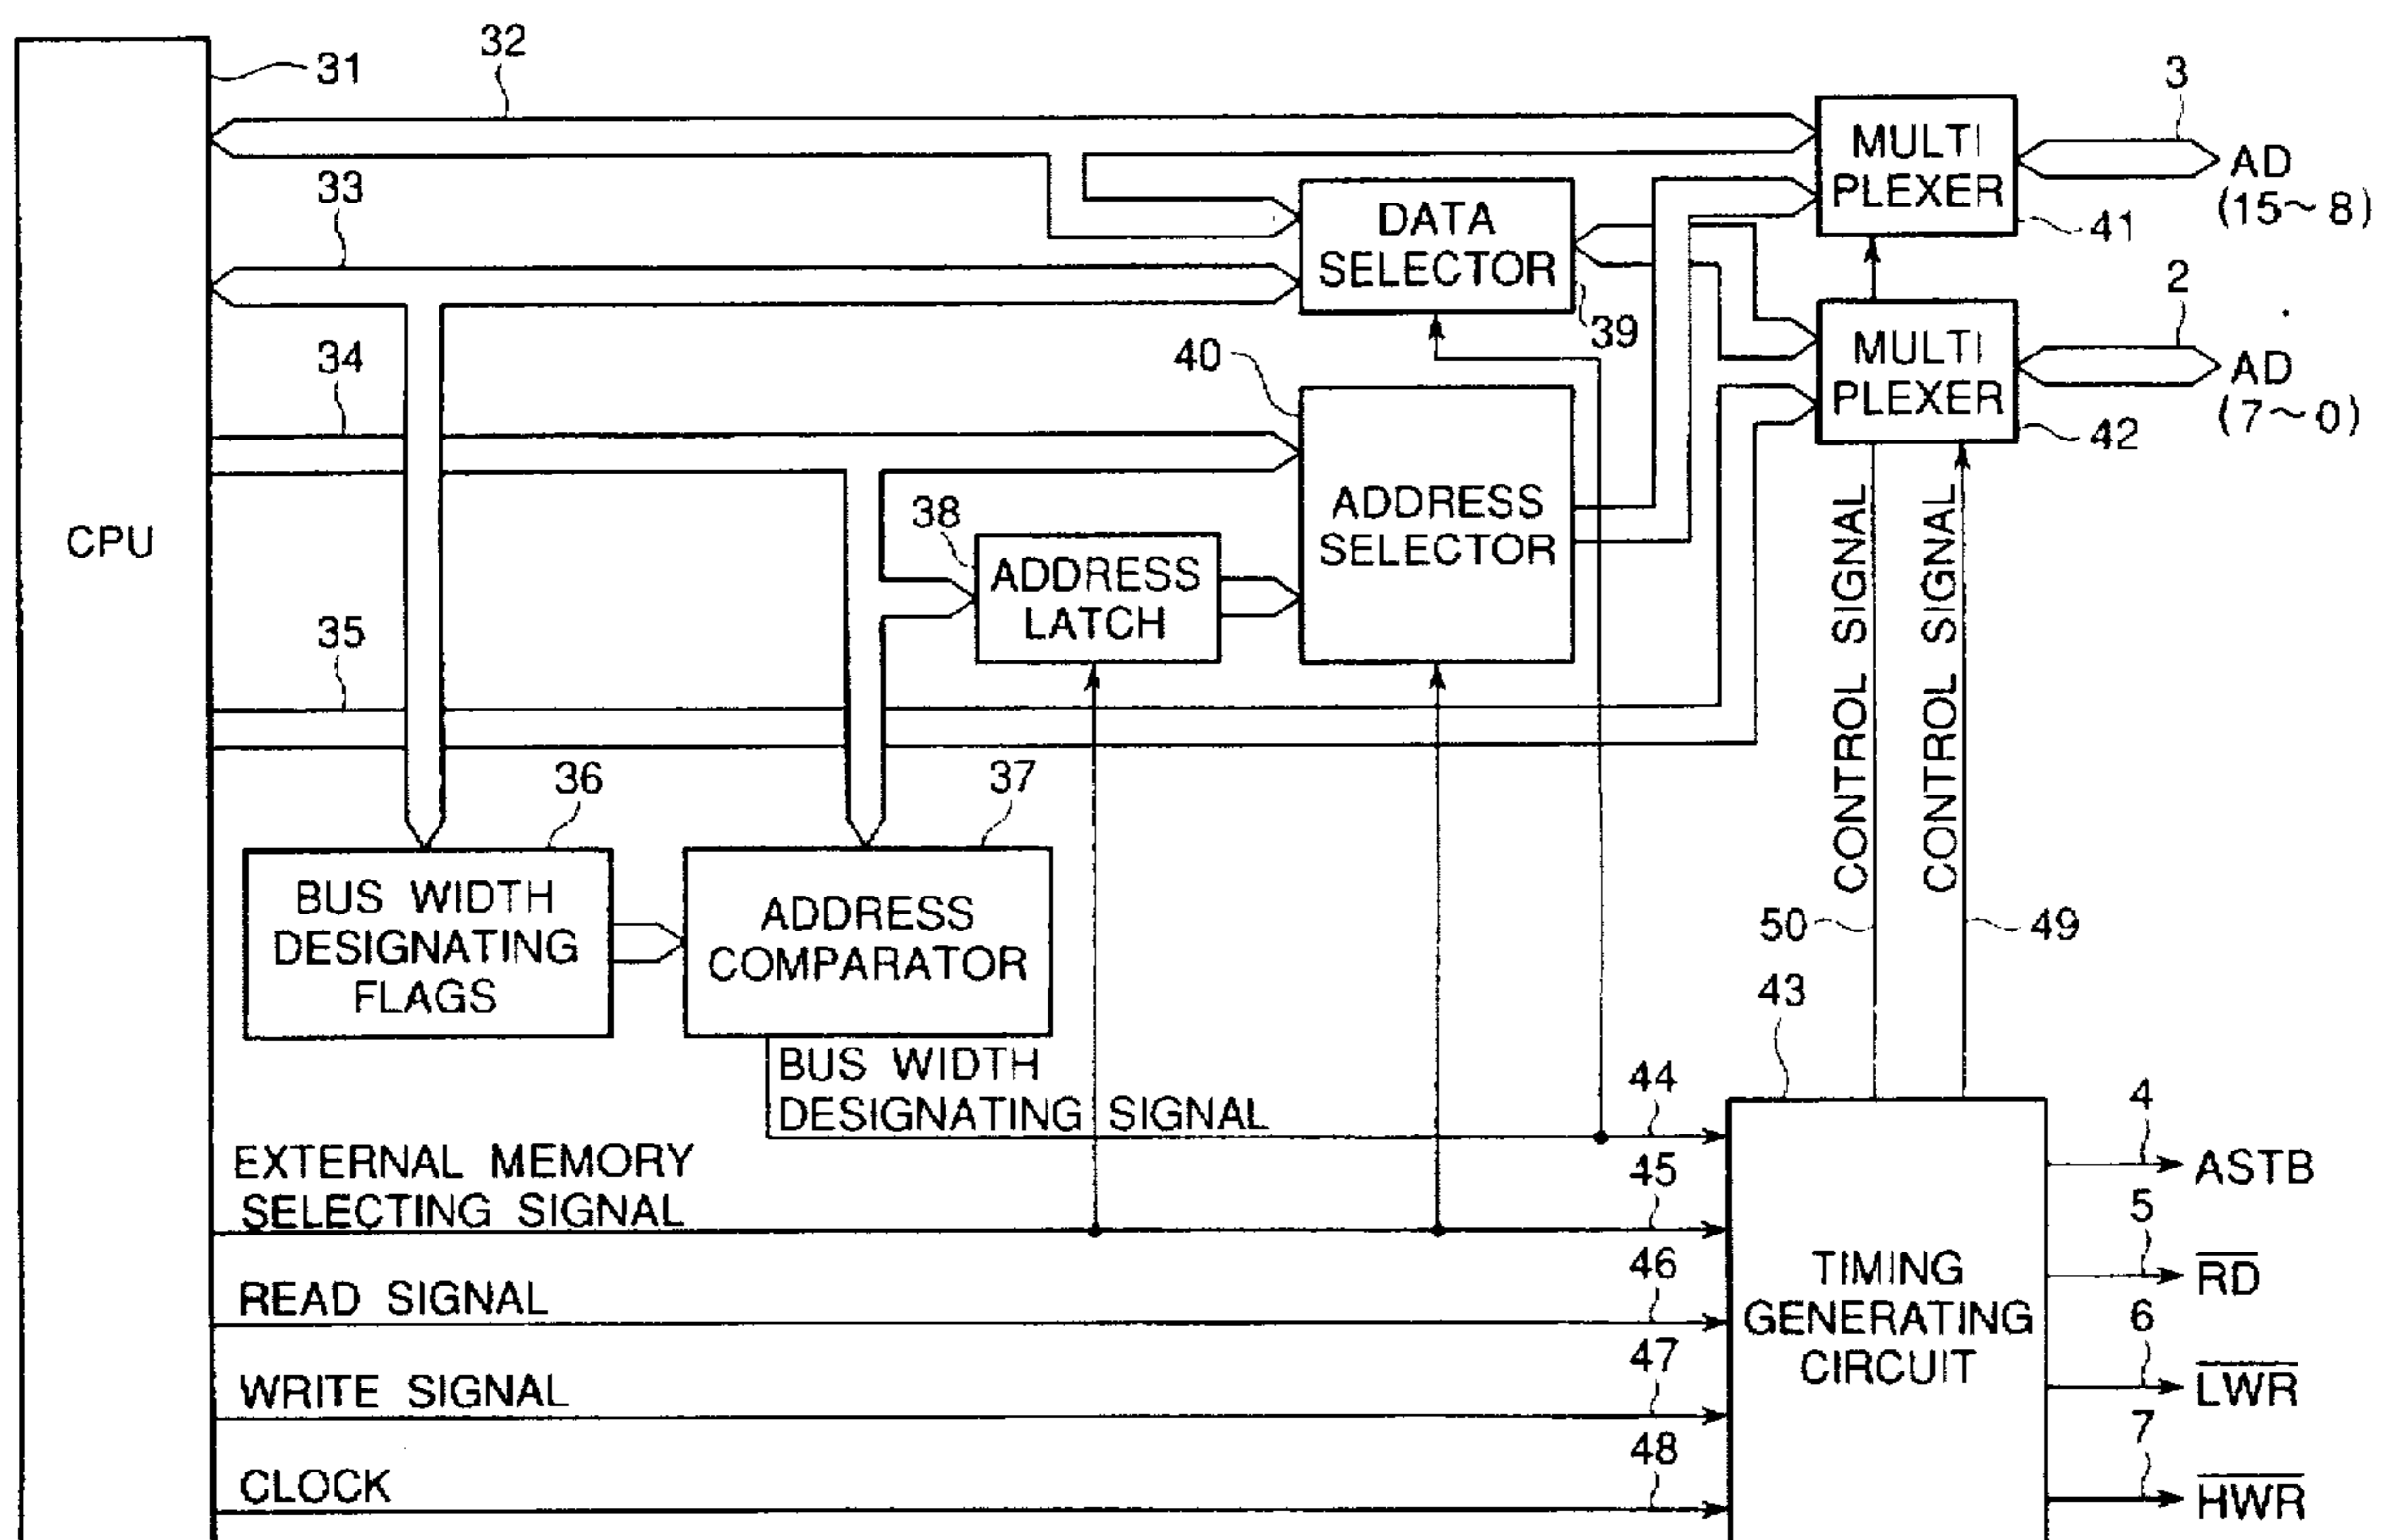 32
31
3
MULTI
PLEXER
AD
(15~8)
41
33
DATA
SELECTOR
39
2
MULTI
PLEXER
AD
(7~0)
42
34
40
ADDRESS
SELECTOR
CPU
38
ADDRESS
LATCH
35
CONTROL SIGNAL
CONTROL SIGNAL
36
37
BUS WIDTH
DESIGNATING
FLAGS
ADDRESS
COMPARATOR
50
49
43
BUS WIDTH
DESIGNATING SIGNAL
44
4
ASTB
EXTERNAL MEMORY
SELECTING SIGNAL
45
5
RD
READ SIGNAL
46
TIMING
GENERATING
CIRCUIT
6
LWR
WRITE SIGNAL
47
7
HWR
CLOCK
48